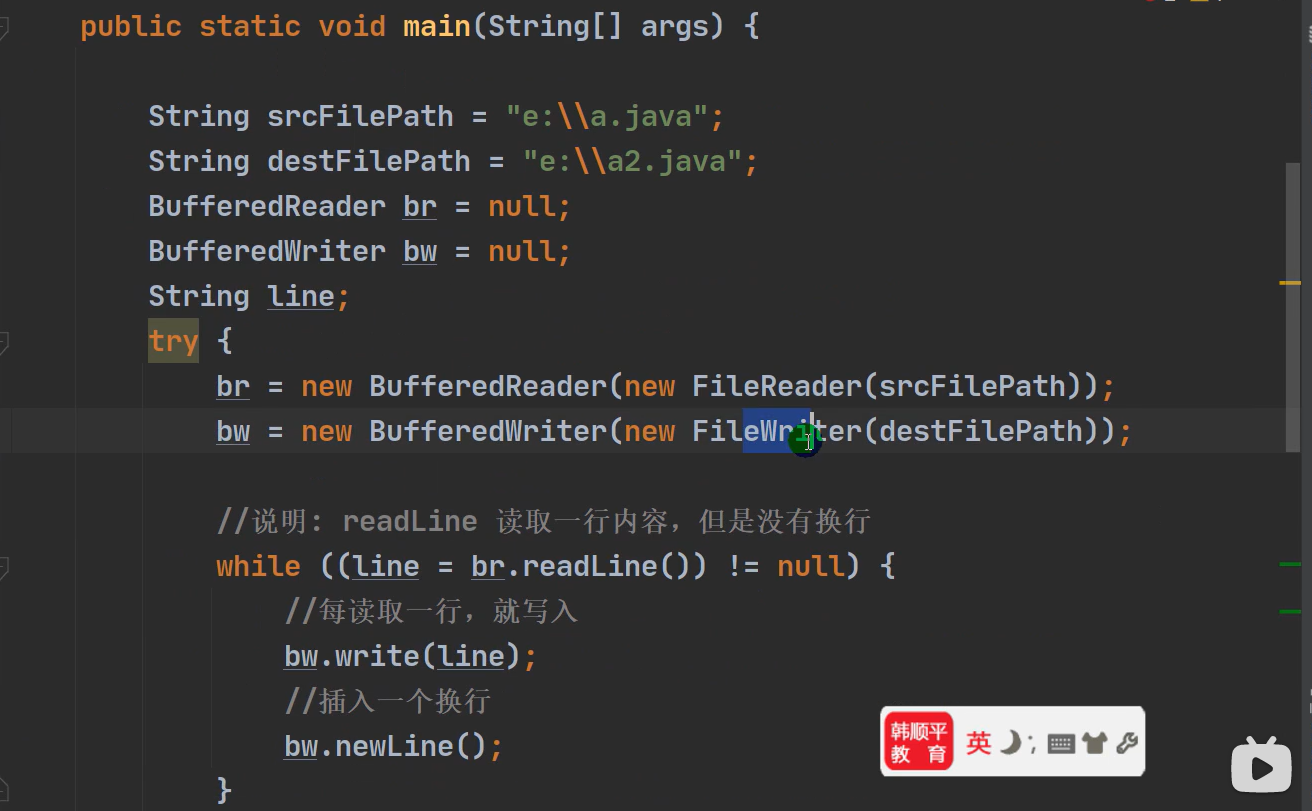 public static void main(String[] args) {
String srcFilePath = "e:\\a.java";
String destFilePath = "e:\\a2.java";
BufferedReader br = null;
BufferedWriter bw = null;
String line;
try {
br = new BufferedReader(new FileReader(srcFilePath));
bw = new BufferedWriter(new FileWriter(destFilePath));
//说明: readLine 读取一行内容，但是没有换行
while ((line = br.readLine()) != null) {
//每读取一行，就写入
bw.write(line);
//插入一个换行
bw.newLine();
}
韩顺平
教 育
英 ;